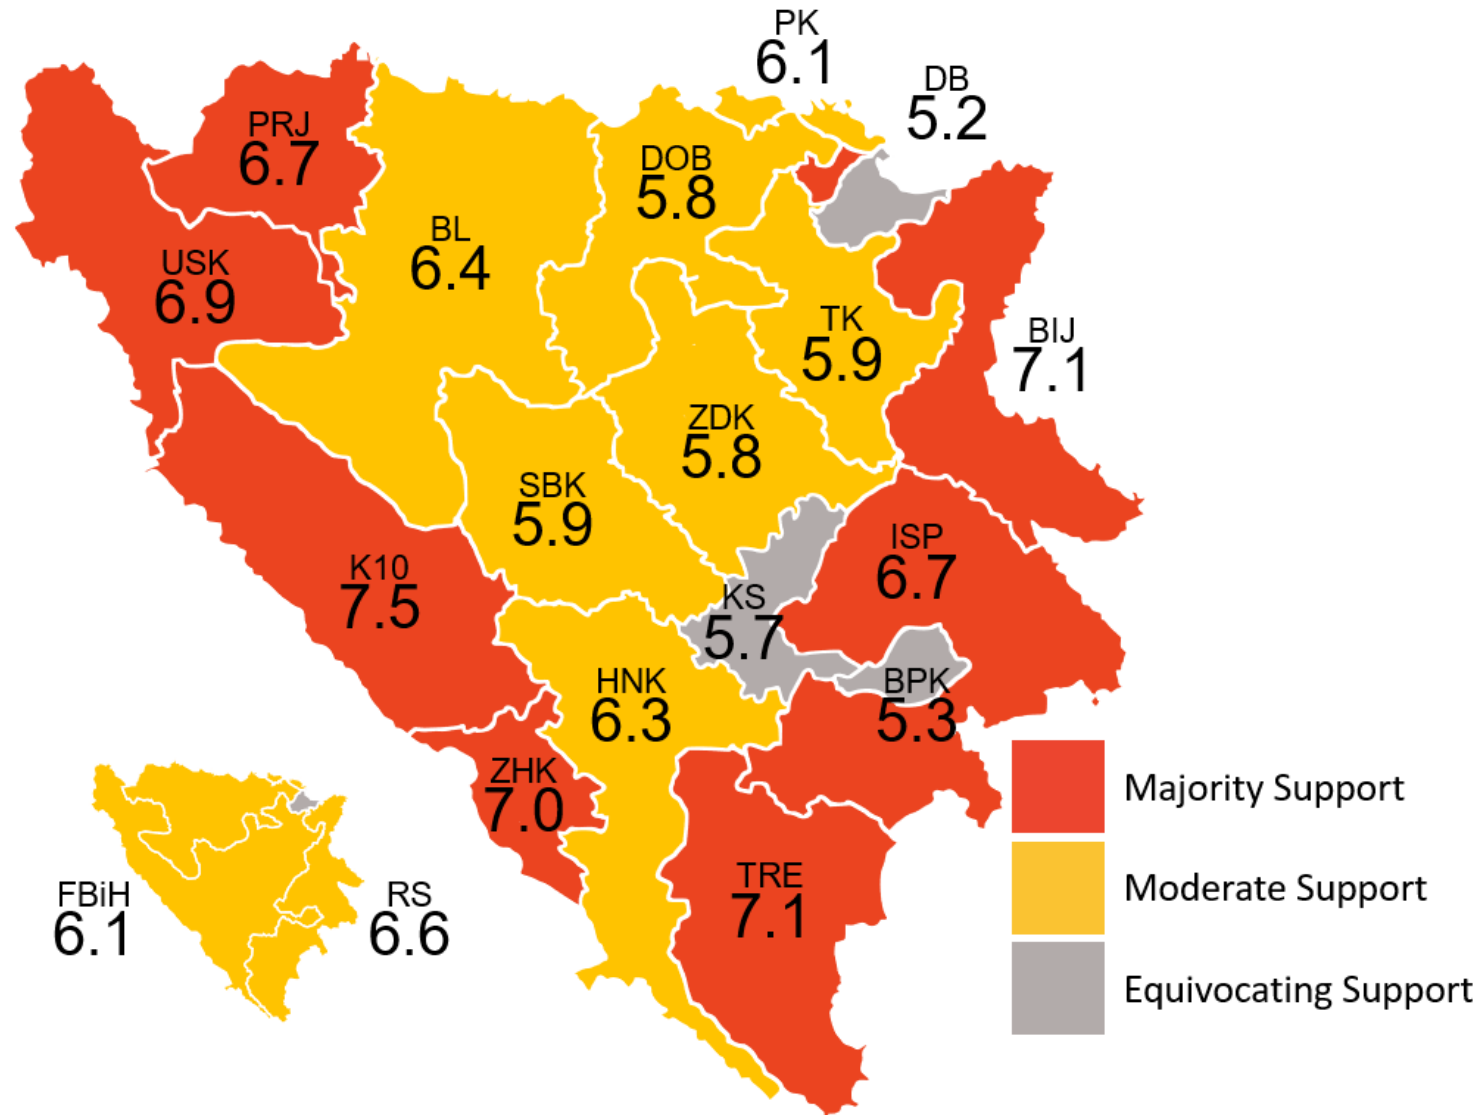 PK
6.1
DB
5.2
PRJ
6.7
DOB
5.8
BL
6.4
USK
6.9
TK
5.9
BIJ
7.1
ZDK
5.8
SBK
5.9
ISP
6.7
K10
7.5
KS
5.7
HNK
6.3
BPK
5.3
ZHK
7.0
TRE
7.1
FBiH
6.1
RS
6.6
Majority Support
Moderate Support
Equivocating Support